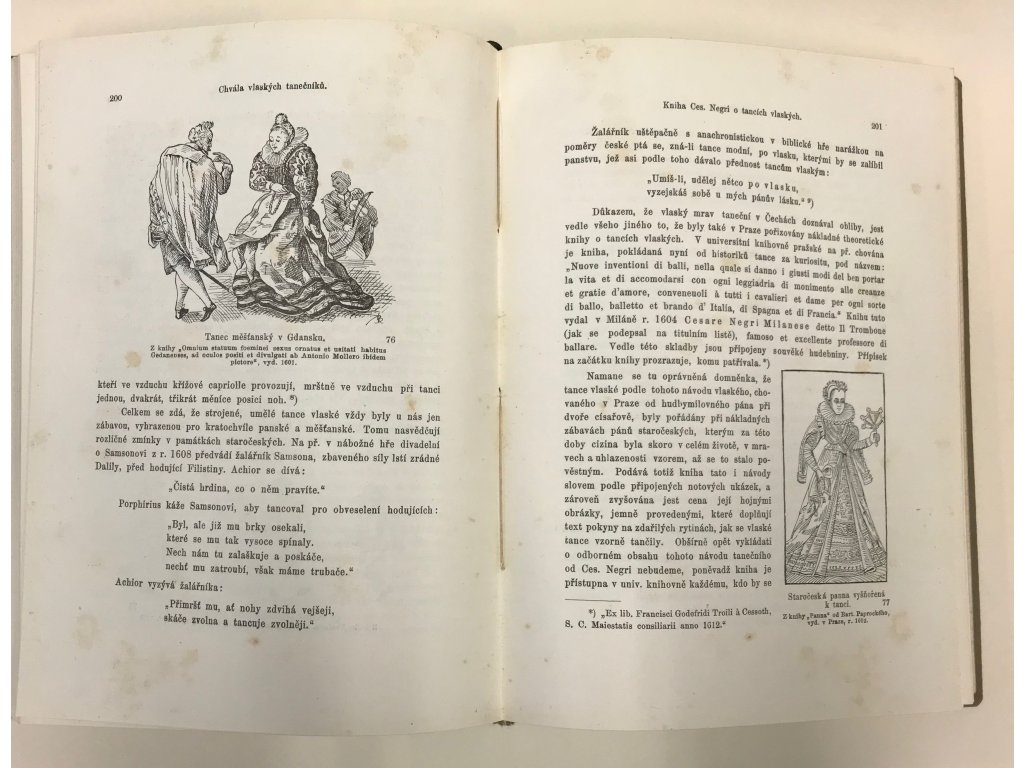 200
Chvála vlaských tanečníků.
Tanec měšťanský v Gdansku.
76
Z knihy „Omnium statuum foeminei sexus ornatus et usitati habitus
Gedanenses, ad oculos positi et divulgati ab Antonio Mollero ibidem
pictore“, vyd. 1601.
kteří ve vzduchu křížové capriolle provozují, mrštně ve vzduchu při tanci
jednou, dvakrát, třikrát měníce posicí noh. ⁸)
Celkem se zdá, že strojené, umělé tance vlaské vždy byly u nás jen
zábavou, vyhrazenou pro kratochvile panské a měšťanské. Tomu nasvědčují
rozličné zmínky v památkách staročeských. Na př. v nábožné hře divadelní
o Samsonovi z r. 1608 předvádí žalářník Samsona, zbaveného síly lstí zrádné
Dalily, před hodující Filistiny. Achior se dívá:
„Čistá hrdina, co o něm pravíte.“
Porphirius káže Samsonoví, aby tancoval pro obveselení hodujících:
„Byl, ale již mu brky osekali,
které se mu tak vysoce spínaly.
Nech nám tu zalaškuje a poskáče,
nechť mu zatroubí, však máme trubače.“
Achior vyzývá žalářníka:
„Přimršť mu, ať nohy zdvíhá vejšeji,
skáče zvolna a tancuje zvolněji.“
Kniha Ces. Negri o tancích vlaských.
201
Žalářník uštěpačně s anachronistickou v biblické hře narážkou na
poměry české ptá se, zná-li tance modní, po vlasku, kterými by se zalíbil
panstvu, jež asi podle toho dávalo přednost tancům vlaským:
„Umíš-li, udělej nětco po vlasku,
vyzejskáš sobě u mých pánův lásku.“ ⁹)
Důkazem, že vlaský mrav taneční v Čechách doznával obliby, jest
vedle všeho jiného to, že byly také v Praze pořizovány nákladné theoretické
knihy o tancích vlaských. V universitní knihovně pražské na př. chována
je kniha, pokládaná nyní od historiků tance za kuriositu, pod názvem:
„Nuove inventioni di balli, nella quale si danno i giusti modi del ben portar
la vita et di accomodarsi con ogni leggiadria di monimento alle creanze
et gratie d'amore, conveneuoli à tutti i cavalieri et dame per ogni sorte
di ballo, balletto et brando d' Italia, di Spagna et di Francia.“ Knihu tuto
vydal v Miláně r. 1604 Cesare Negri Milanese detto Il Trombone
(jak se podepsal na titulním listě), famoso et excellente professore di
ballare. Vedle této skladby jsou připojeny souvěké hudebniny. Přípisek
na začátku knihy prozrazuje, komu patřívala.*)
Namane se tu oprávněná domněnka, že
tance vlaské podle tohoto návodu vlaského, cho-
vaného v Praze od hudbymilovného pána při
dvoře císařově, byly pořádány při nákladných
zábavách pánů staročeských, kterým za této
doby cizina byla skoro v celém životě, v mra-
vech a uhlazenosti vzorem, až se to stalo po-
věstným. Podává totiž kniha tato i návody
slovem podle připojených notových ukázek, a
zároveň zvyšována jest cena její hojnými
obrázky, jemně provedenými, které doplňují
text pokyny na zdařilých rytinách, jak se vlaské
tance vzorně tančily. Obšírně opět vykládati
o odborném obsahu tohoto návodu tanečního
od Ces. Negri nebudeme, poněvadž kniha je
přístupna v univ. knihovně každému, kdo by se
Staročeská panna vyšňořená
k tanci.
77
Z knihy „Panna“ od Bart. Paprockého,
vyd. v Praze, r. 1602.
*) „Ex lib. Francisci Godefridi Troili à Cessoth,
S. C. Maiestatis consiliarii anno 1612.“